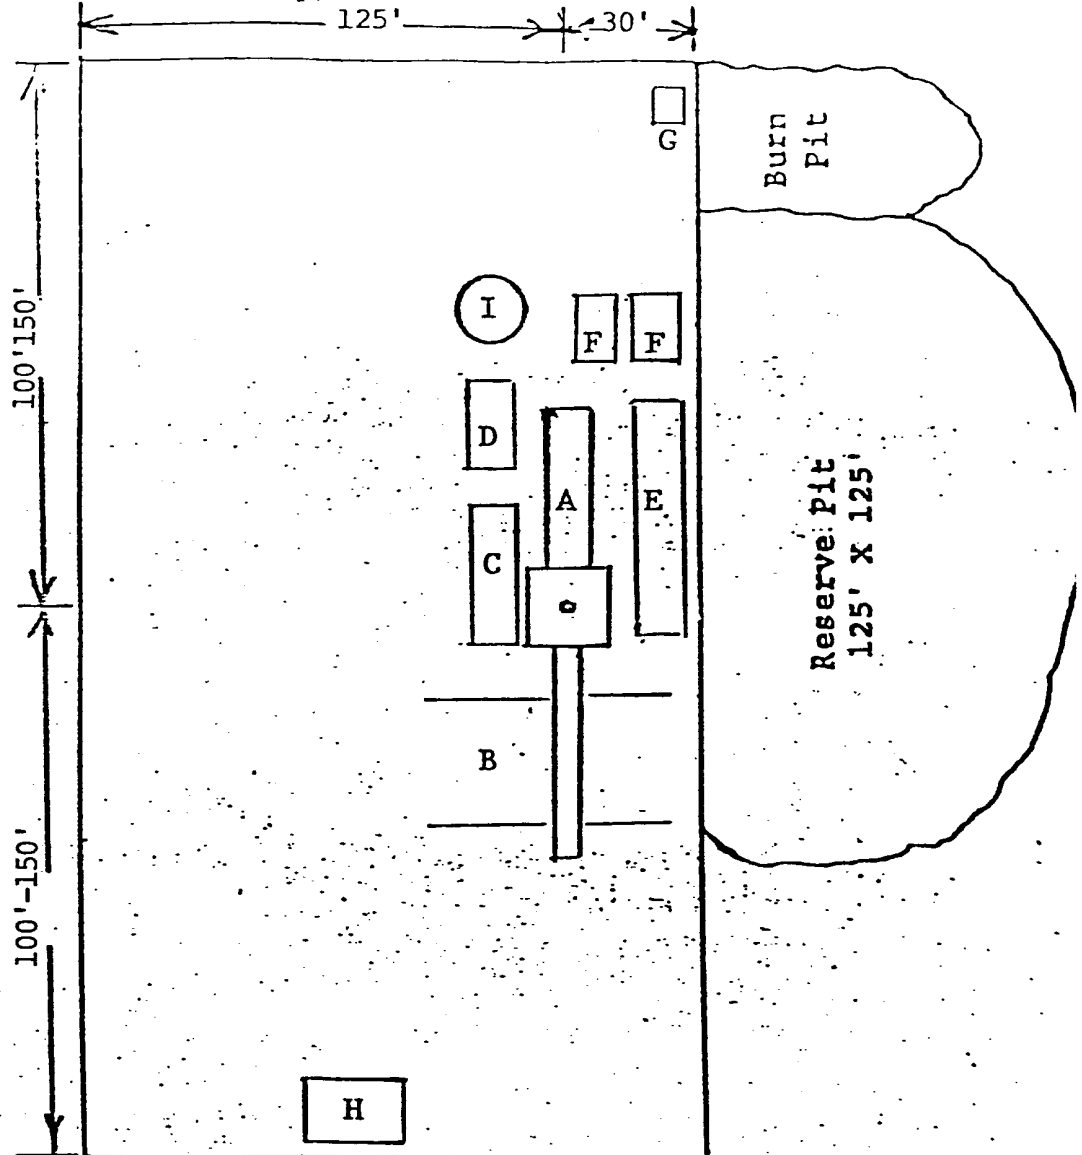 125'
30'
G
Burn
Pit
100'150'
I
F
F
D
A
E
C
Reserve Pit
125' X 125'
B
100'-150'
H